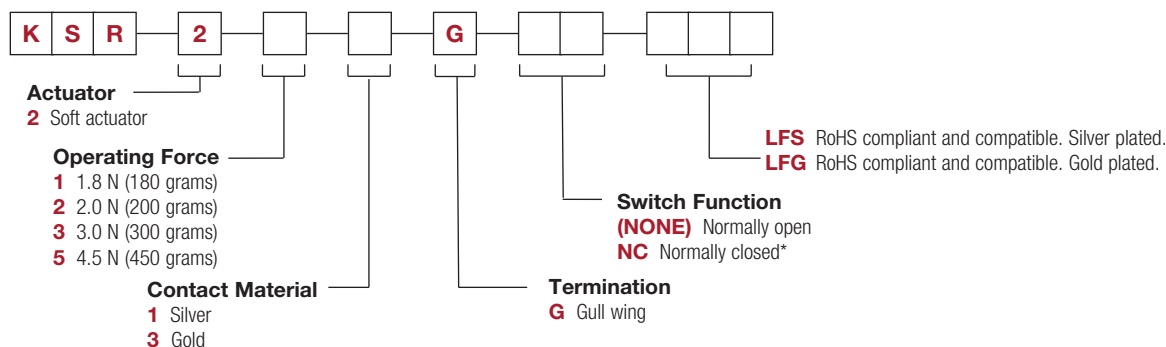 K S R 2 G
Actuator
2 Soft actuator
Operating Force
1 1.8 N (180 grams)
2 2.0 N (200 grams)
3 3.0 N (300 grams)
5 4.5 N (450 grams)
Contact Material
1 Silver
3 Gold
Termination
G Gull wing
Switch Function
(NONE) Normally open
NC Normally closed*
LFS RoHS compliant and compatible. Silver plated.
LFG RoHS compliant and compatible. Gold plated.